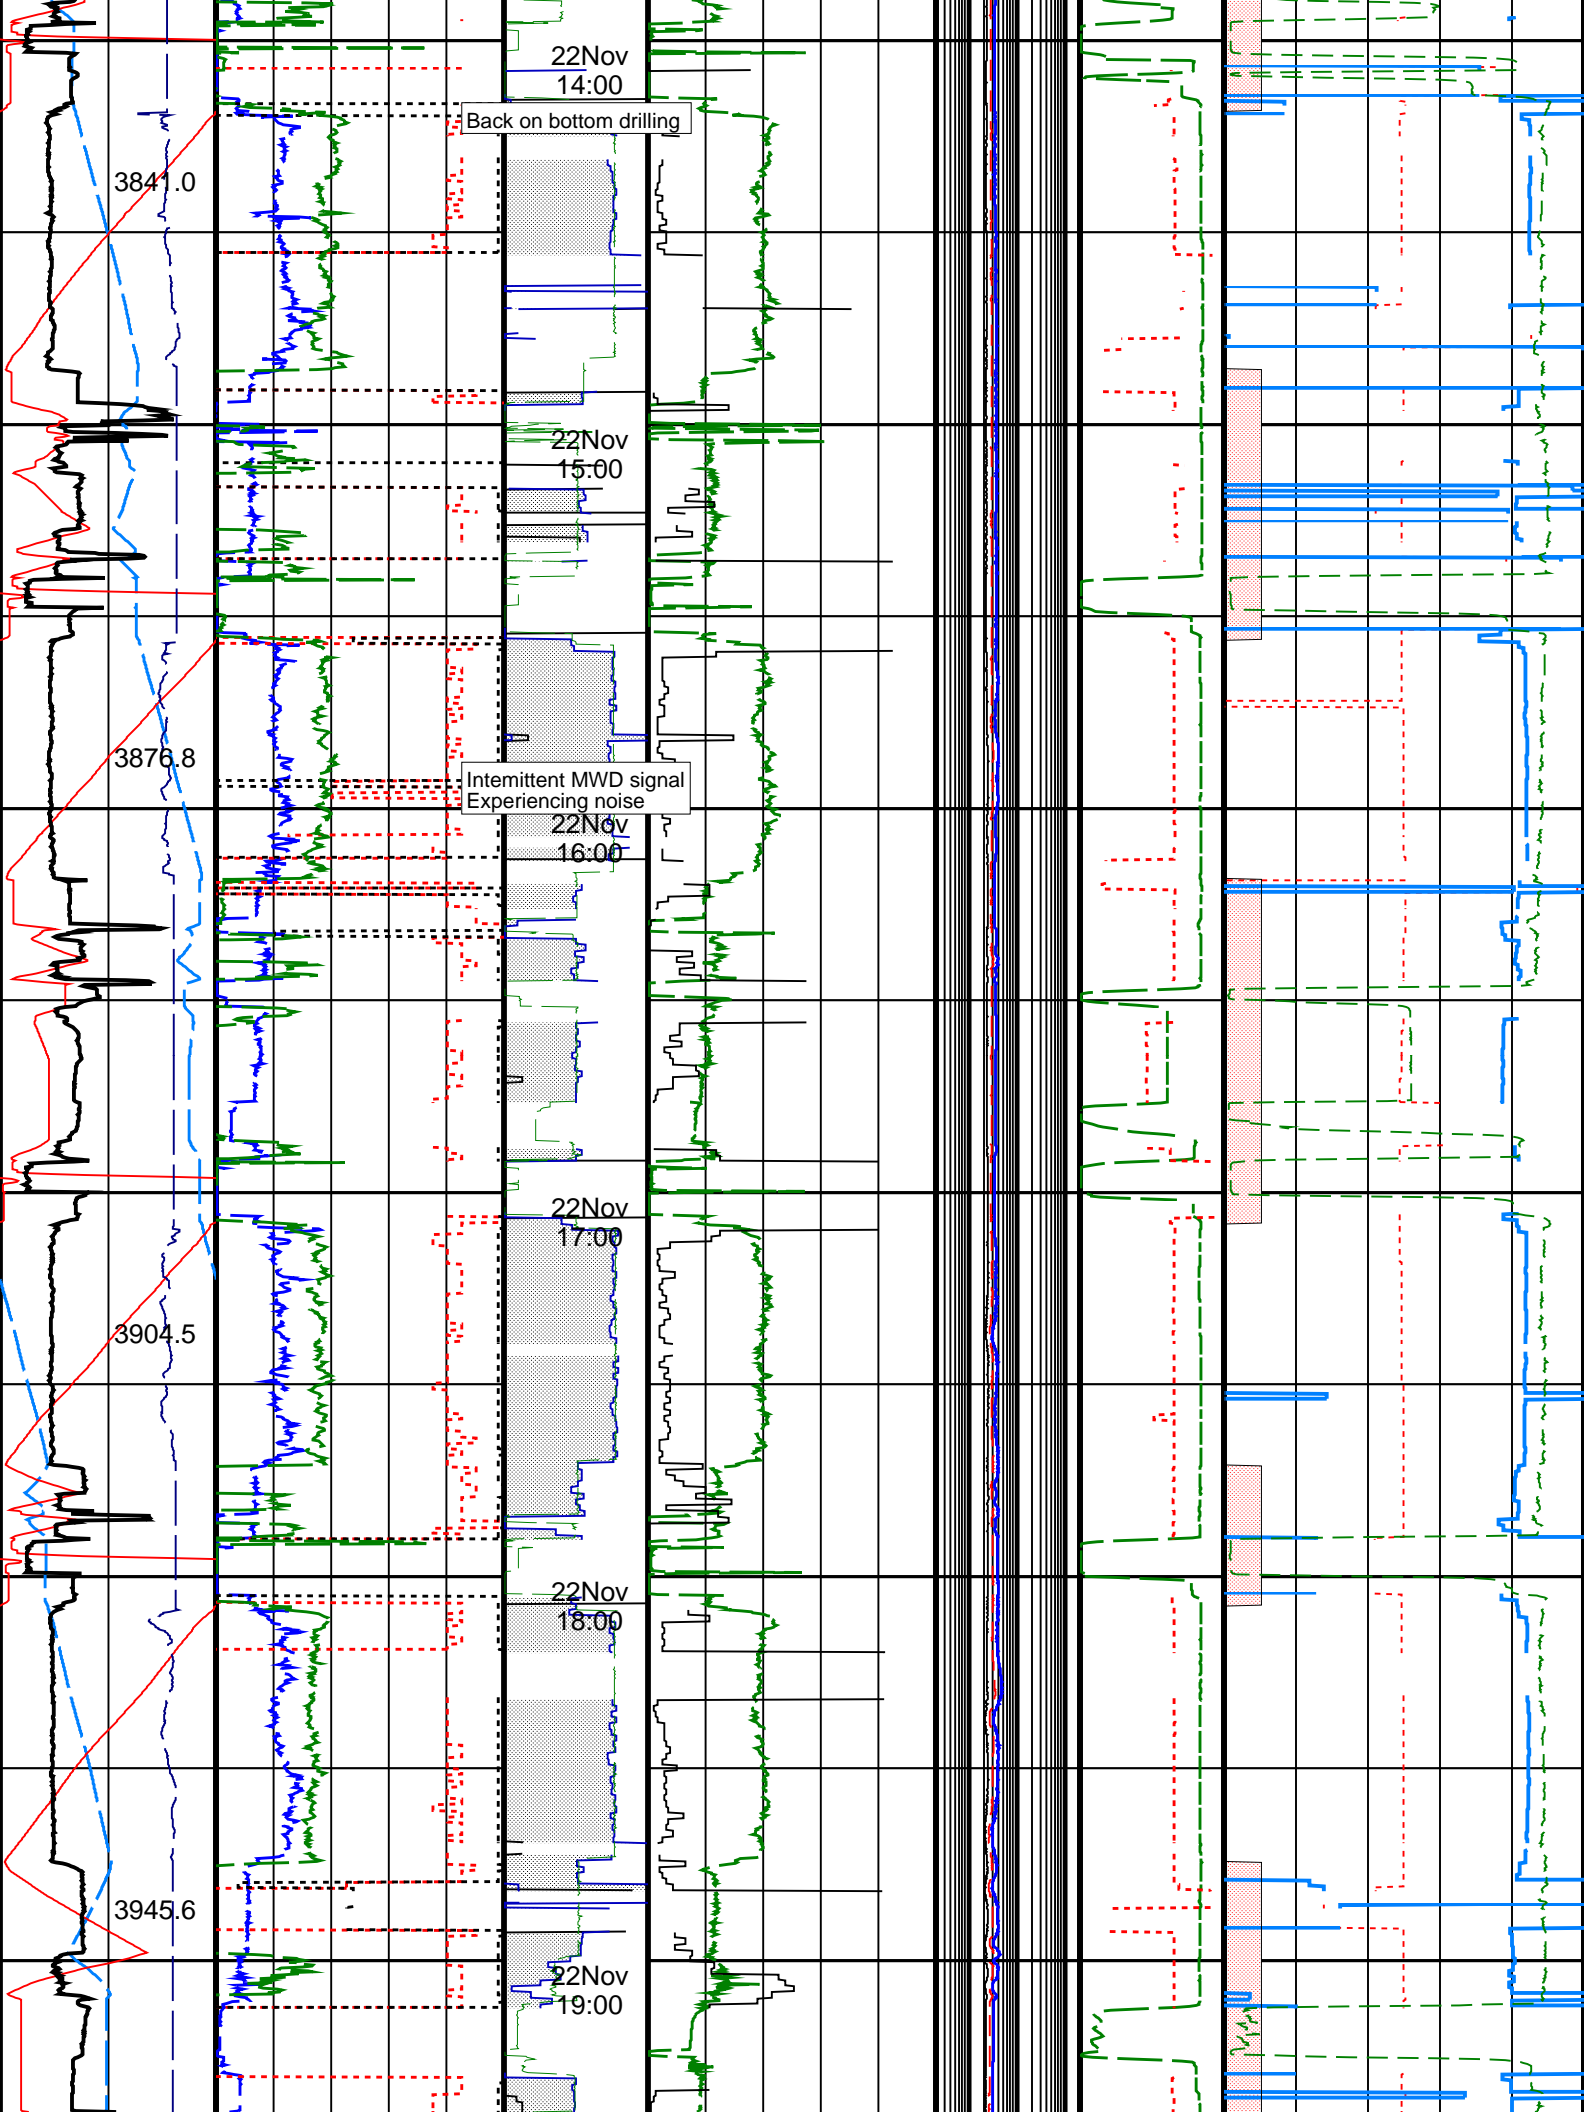 22Nov
14:00
Back on bottom drilling
3841.0
22Nov
15:00
3876.8
Intemittent MWD signal
Experiencing noise
22Nov
16:00
22Nov
17:00
3904.5
22Nov
18:00
3945.6
22Nov
19:00